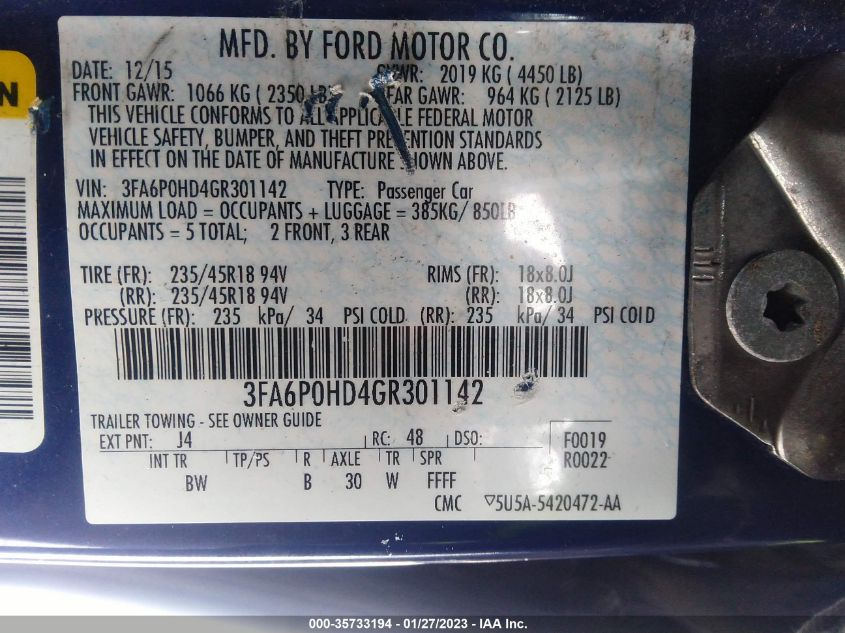 MFD. BY FORD MOTOR CO.
DATE: 12/15 GVWR: 2019 KG ( 4450 LB)
FRONT GAWR: 1066 KG ( 2350 LB) REAR GAWR: 964 KG ( 2125 LB)
THIS VEHICLE CONFORMS TO ALL APPLICABLE FEDERAL MOTOR
VEHICLE SAFETY, BUMPER, AND THEFT PREVENTION STANDARDS
IN EFFECT ON THE DATE OF MANUFACTURE SHOWN ABOVE.
VIN: 3FA6P0HD4GR301142 TYPE: Passenger Car
MAXIMUM LOAD = OCCUPANTS + LUGGAGE = 385KG/ 850LB
OCCUPANTS = 5 TOTAL; 2 FRONT, 3 REAR
TIRE (FR): 235/45R18 94V RIMS (FR): 18x8.0J
(RR): 235/45R18 94V (RR): 18x8.0J
PRESSURE (FR): 235 kPa/ 34 PSI COLD (RR): 235 kPa/ 34 PSI COLD
3FA6P0HD4GR301142
TRAILER TOWING - SEE OWNER GUIDE
EXT PNT: J4 RC: 48 DSO: F0019
R0022
INT TR TP/PS R AXLE TR SPR
BW B 30 W FFFF
CMC ▽5U5A-5420472-AA
000-35733194 - 01/27/2023 - IAA Inc.